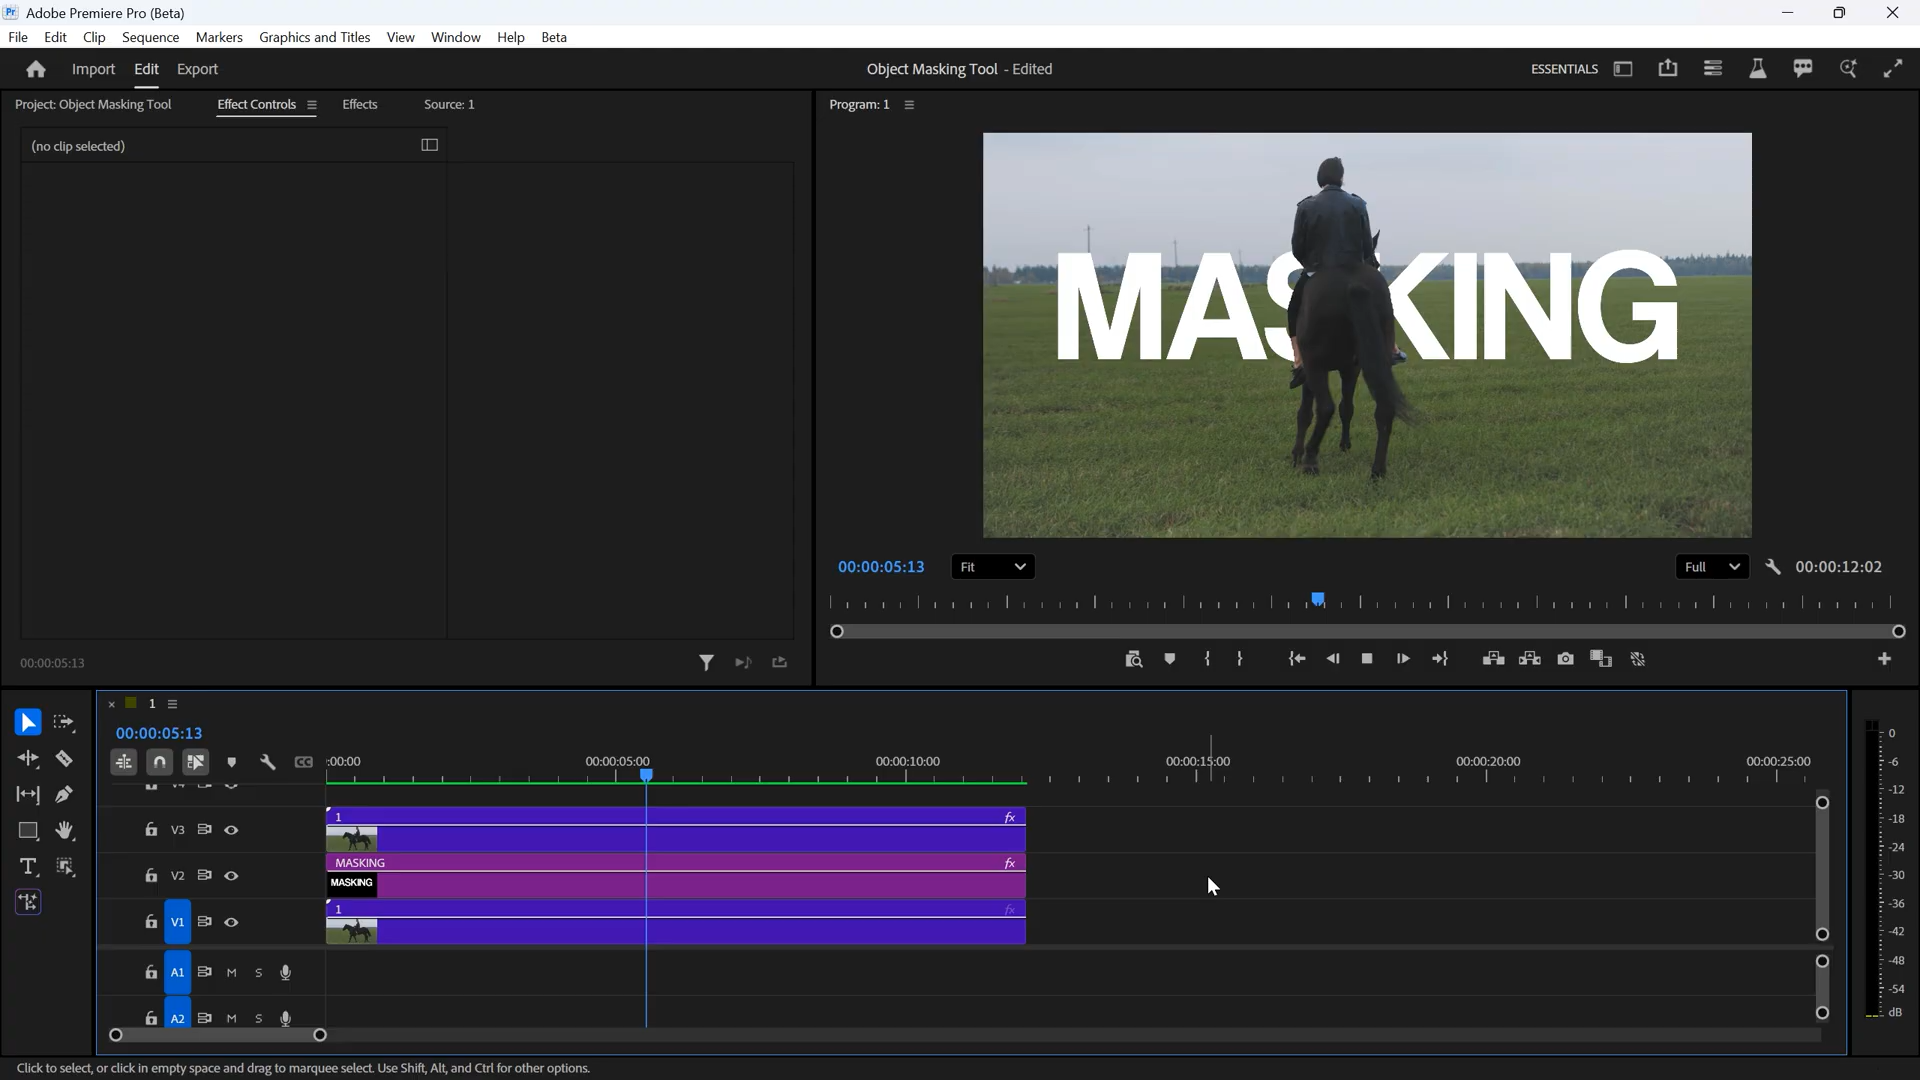 Pr Adobe Premiere Pro (Beta)
File Edit Clip Sequence Markers Graphics and Titles View Window Help Beta
Import Edit Export
Object Masking Tool - Edited
ESSENTIALS
Project: Object Masking Tool Effect Controls Effects Source: 1
Program: 1
(no clip selected)
MASKING
00:00:05:13
00:00:05:13 Fit Full 00:00:12:02
1
00:00:05:13
:00:00 00:00:05:00 00:00:10:00 00:00:15:00 00:00:20:00 00:00:25:00
V4
V3 1 fx
V2 MASKING fx
MASKING
V1 1 fx
A1 M S
A2 M S
0
-6
-12
-18
-24
-30
-36
-42
-48
-54
dB
Click to select, or click in empty space and drag to marquee select. Use Shift, Alt, and Ctrl for other options.